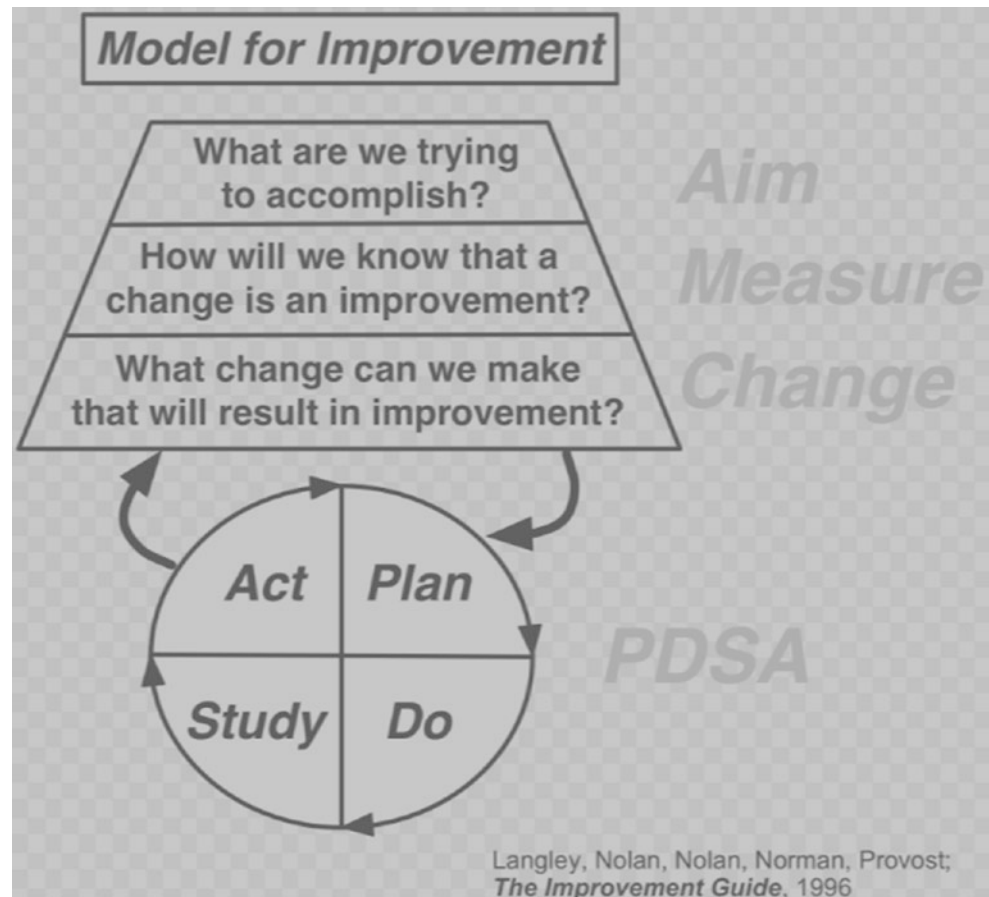 Model for Improvement
What are we trying
to accomplish?
Aim
How will we know that a
change is an improvement?
Measure
What change can we make
that will result in improvement?
Change
Act
Plan
Study
Do
PDSA
Langley, Nolan, Nolan, Norman, Provost;
The Improvement Guide, 1996